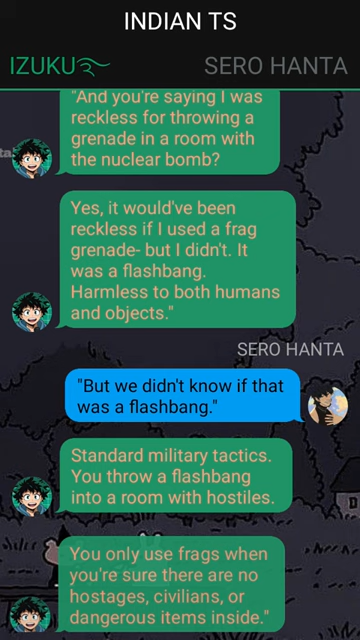 INDIAN TS
IZUKU SERO HANTA
"And you're saying I was
reckless for throwing a
grenade in a room with
the nuclear bomb?
Yes, it would've been
reckless if I used a frag
grenade- but I didn't. It
was a flashbang.
Harmless to both humans
and objects."
SERO HANTA
"But we didn't know if that
was a flashbang."
Standard military tactics.
You throw a flashbang
into a room with hostiles.
You only use frags when
you're sure there are no
hostages, civilians, or
dangerous items inside."